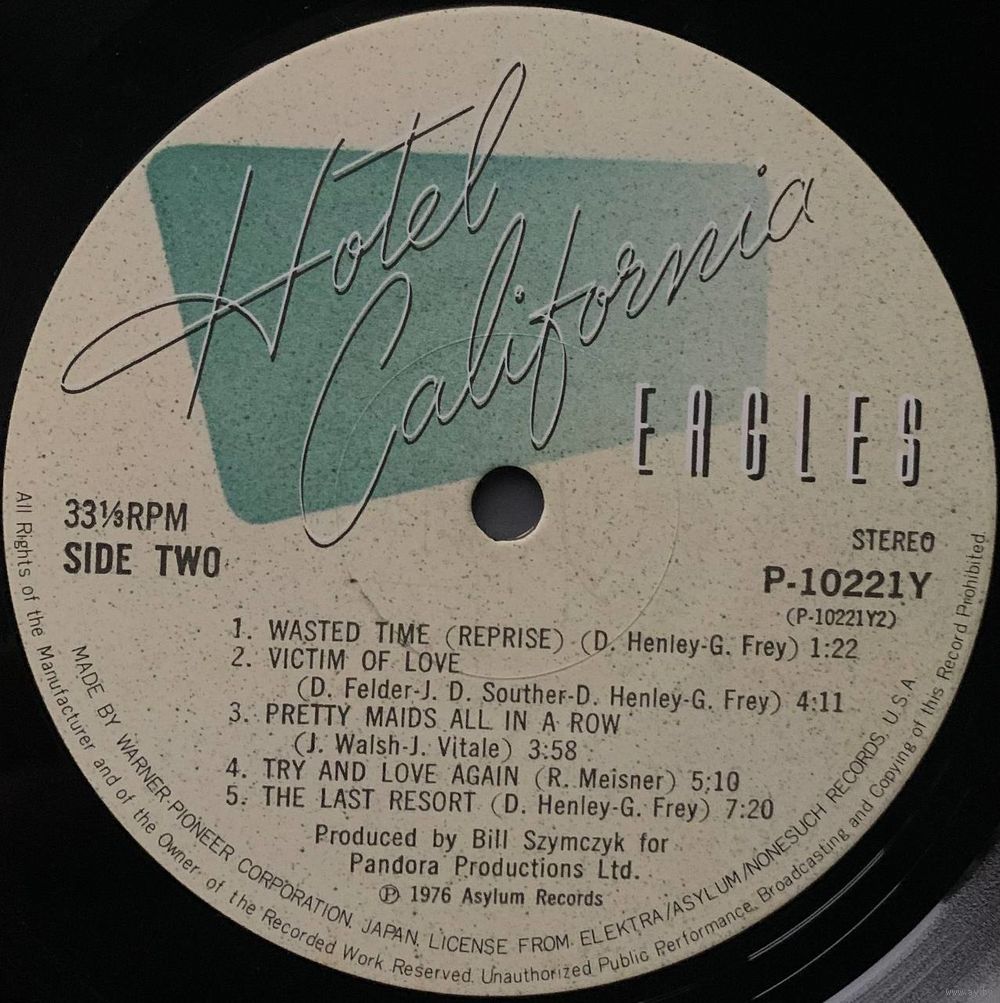 Hotel
California
EAGLES
33⅓RPM
SIDE TWO
STEREO
P-10221Y
(P-10221Y2)
1. WASTED TIME (REPRISE) (D. Henley-G. Frey) 1:22
2. VICTIM OF LOVE
(D. Felder-J. D. Souther-D. Henley-G. Frey) 4:11
3. PRETTY MAIDS ALL IN A ROW
(J. Walsh-J. Vitale) 3:58
4. TRY AND LOVE AGAIN (R. Meisner) 5:10
5. THE LAST RESORT (D. Henley-G. Frey) 7:20
Produced by Bill Szymczyk for
Pandora Productions Ltd.
Ⓟ 1976 Asylum Records
MADE BY WARNER-PIONEER CORPORATION, JAPAN, LICENSE FROM ELEKTRA/ASYLUM/NONESUCH RECORDS, U.S.A.
All Rights of the Manufacturer and of the Owner of the Recorded Work Reserved. Unauthorized Public Performance, Broadcasting and Copying of this Record Prohibited.